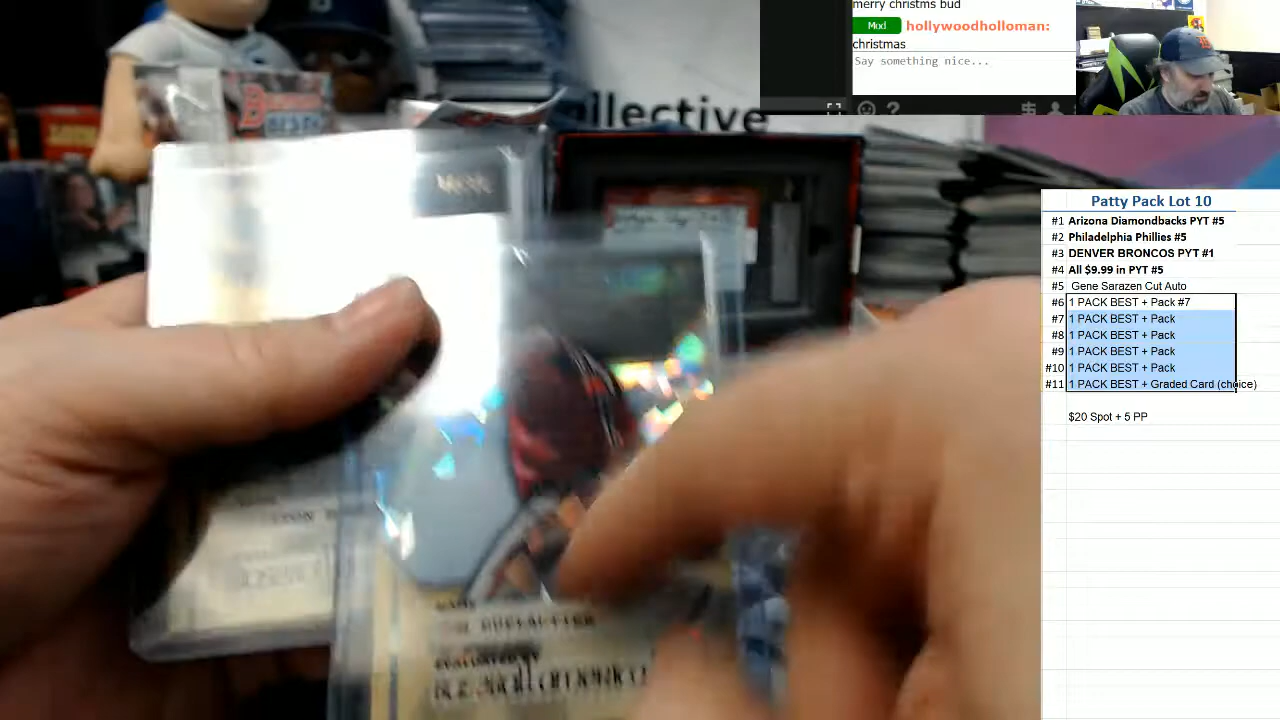 merry christms bud
Mod hollywoodholloman:
christmas
Say something nice...
BEST
llective
Patty Pack Lot 10
#1 Arizona Diamondbacks PYT #5
#2 Philadelphia Phillies #5
#3 DENVER BRONCOS PYT #1
#4 All $9.99 in PYT #5
#5 Gene Sarazen Cut Auto
#6 1 PACK BEST + Pack #7
#7 1 PACK BEST + Pack
#8 1 PACK BEST + Pack
#9 1 PACK BEST + Pack
#10 1 PACK BEST + Pack
#11 1 PACK BEST + Graded Card (choice)
$20 Spot + 5 PP
NAME